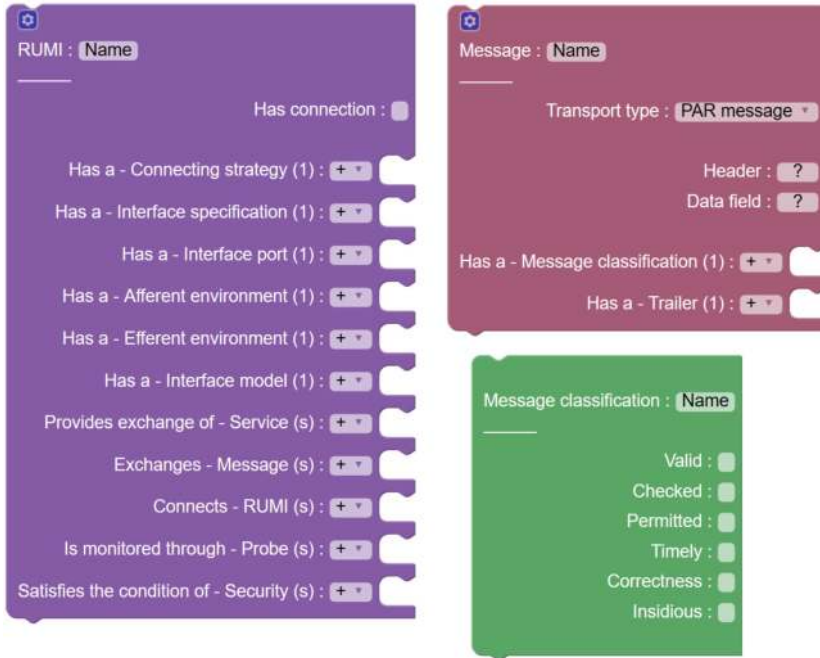 RUMI : Name
Has connection :
Has a - Connecting strategy (1) : +
Has a - Interface specification (1) : +
Has a - Interface port (1) : +
Has a - Afferent environment (1) : +
Has a - Efferent environment (1) : +
Has a - Interface model (1) : +
Provides exchange of - Service (s) : +
Exchanges - Message (s) : +
Connects - RUMI (s) : +
Is monitored through - Probe (s) : +
Satisfies the condition of - Security (s) : +
Message : Name
Transport type : PAR message
Header : ?
Data field : ?
Has a - Message classification (1) : +
Has a - Trailer (1) : +
Message classification : Name
Valid :
Checked :
Permitted :
Timely :
Correctness :
Insidious :